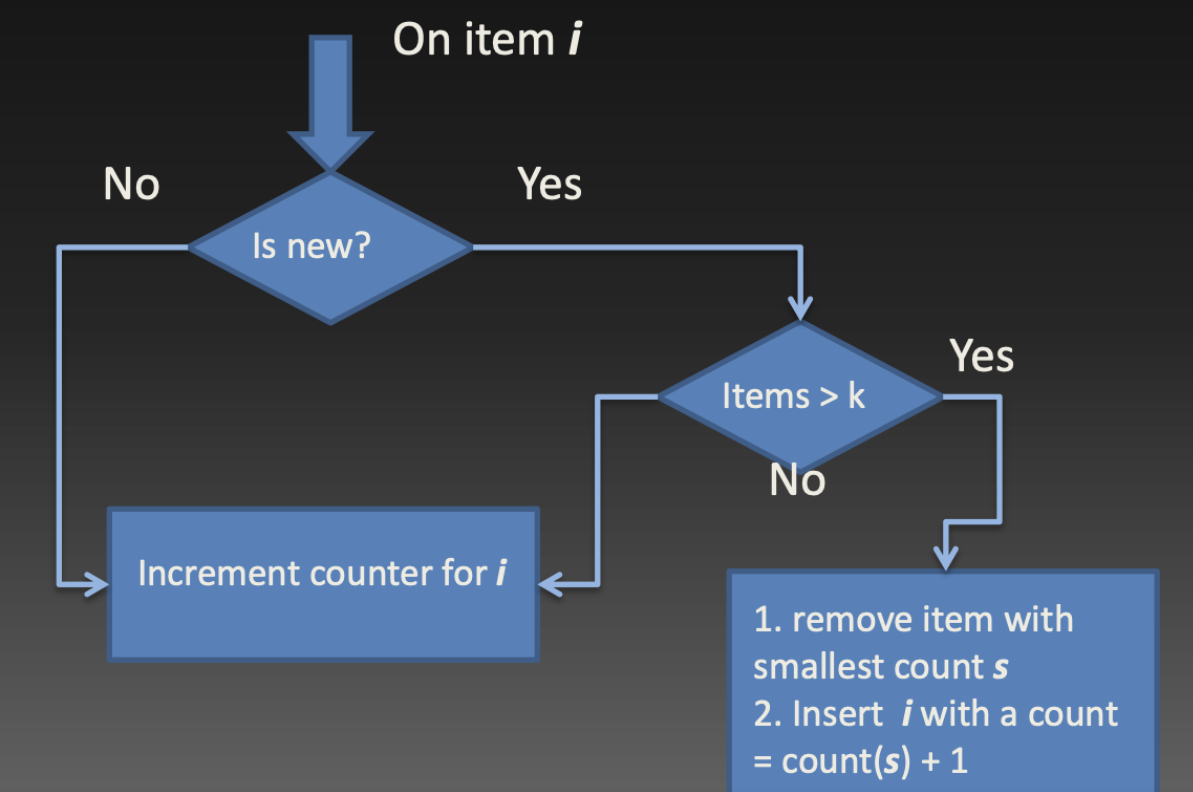 On item i
No
Yes
Is new?
Yes
Items > k
No
Increment counter for i
1. remove item with
smallest count s
2. Insert i with a count
= count(s) + 1